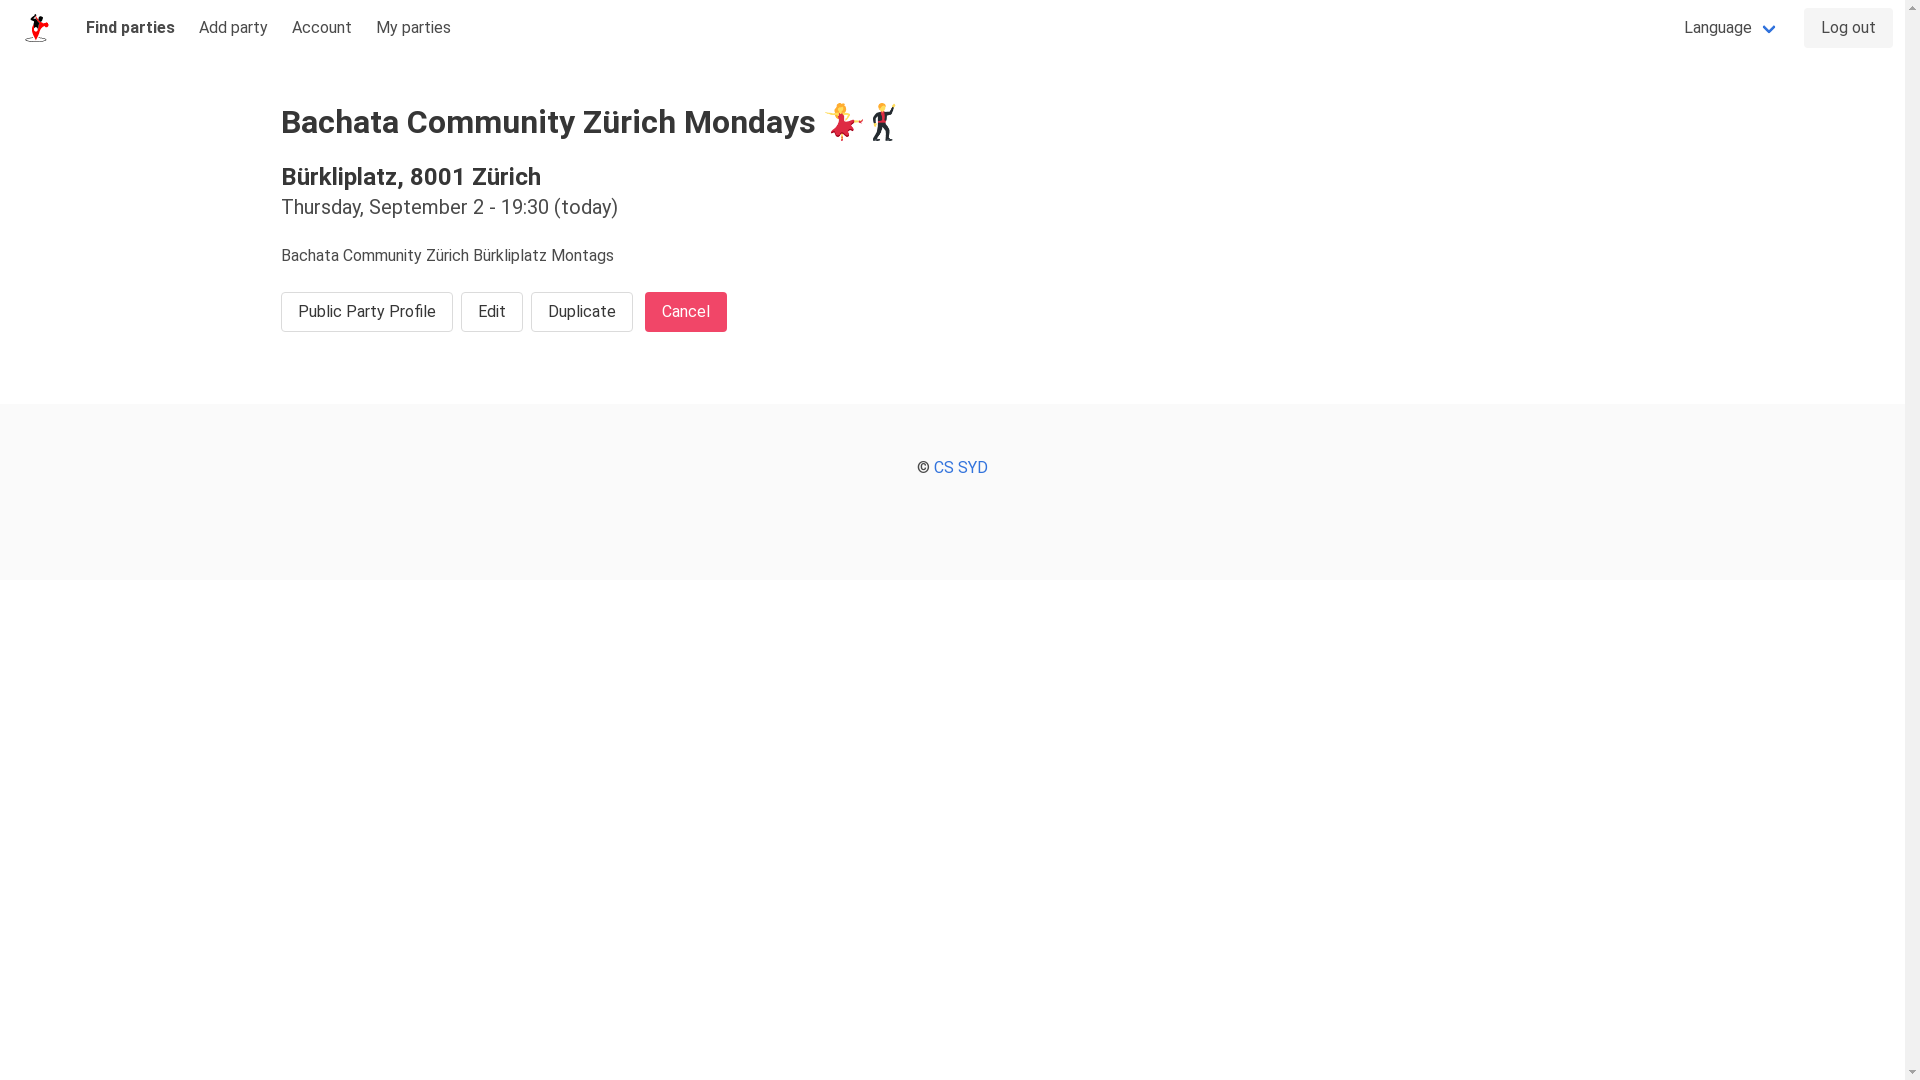 Find parties Add party Account My parties Language Log out
Bachata Community Zürich Mondays 💃🕺
Bürkliplatz, 8001 Zürich
Thursday, September 2 - 19:30 (today)
Bachata Community Zürich Bürkliplatz Montags
Public Party Profile Edit Duplicate Cancel
© CS SYD